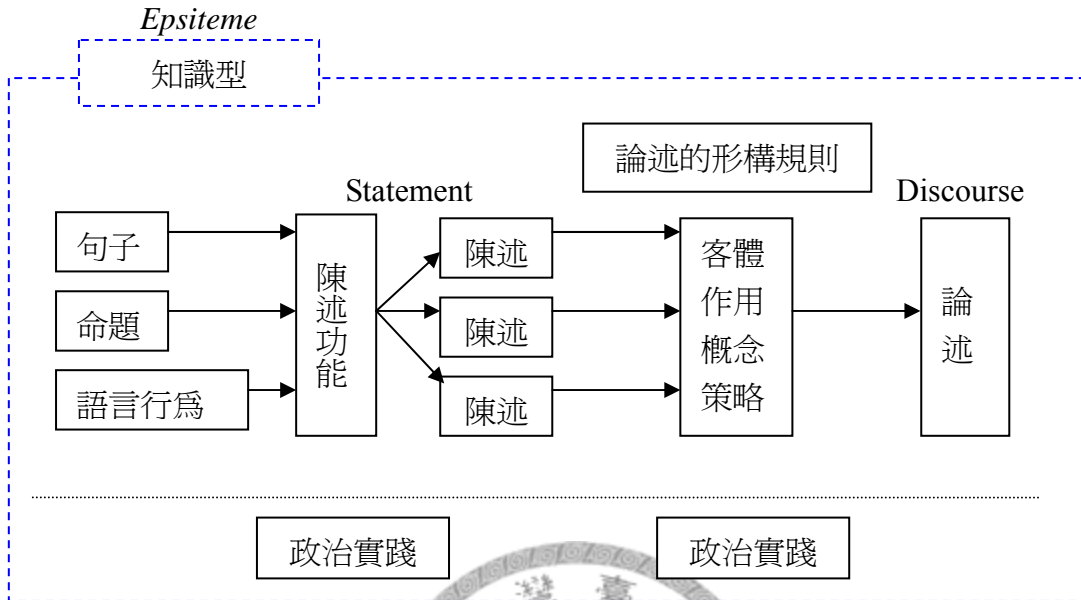 Epsiteme
知識型
論述的形構規則
Statement
Discourse
句子
命題
語言行爲
陳述功能
陳述
陳述
陳述
客體
作用
概念
策略
論述
政治實踐
政治實踐
灣臺